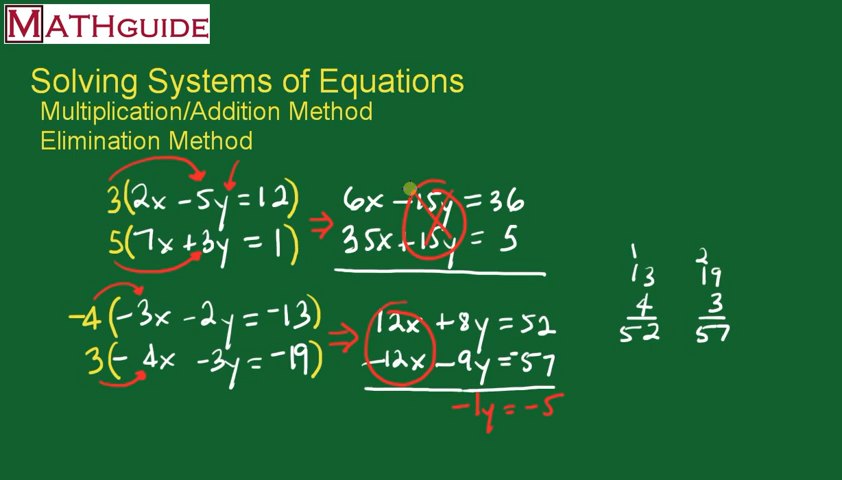 MATHGUIDE
Solving Systems of Equations
Multiplication/Addition Method
Elimination Method
3(2x - 5y = 12) ⇒ 6x - 15y = 36
5(7x + 3y = 1) 35x + 15y = 5
-4(-3x - 2y = -13) ⇒ 12x + 8y = 52
3(-4x - 3y = -19) -12x - 9y = -57
-1y = -5
1 2
13 19
4 3
52 57